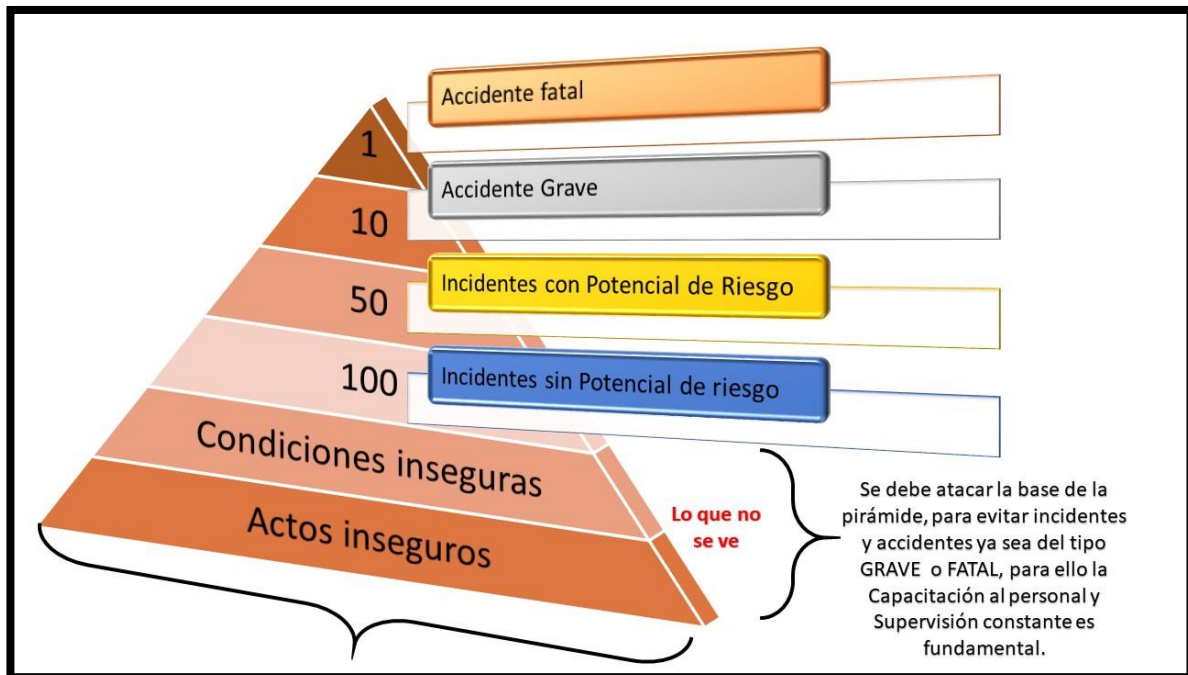 Accidente fatal
1
Accidente Grave
10
Incidentes con Potencial de Riesgo
50
Incidentes sin Potencial de riesgo
100
Condiciones inseguras
Actos inseguros
Lo que no
se ve
Se debe atacar la base de la
pirámide, para evitar incidentes
y accidentes ya sea del tipo
GRAVE o FATAL, para ello la
Capacitación al personal y
Supervisión constante es
fundamental.